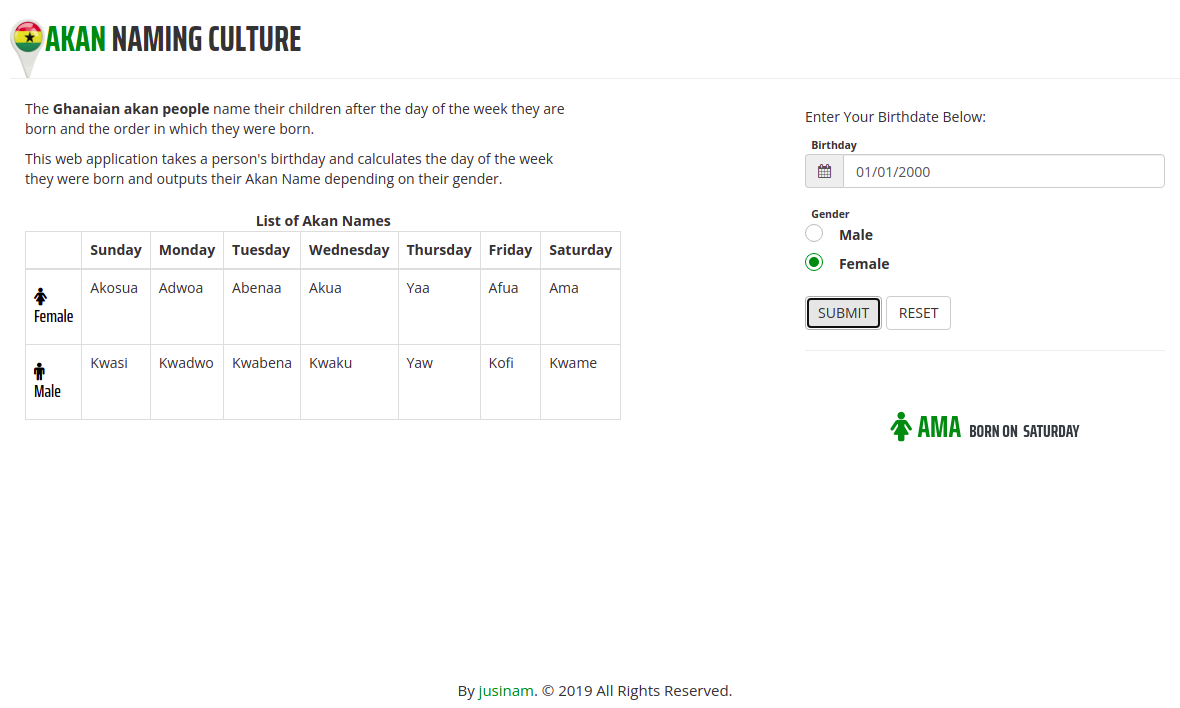 AKAN NAMING CULTURE
The Ghanaian akan people name their children after the day of the week they are
born and the order in which they were born.
This web application takes a person's birthday and calculates the day of the week
they were born and outputs their Akan Name depending on their gender.
List of Akan Names
Sunday Monday Tuesday Wednesday Thursday Friday Saturday
Female Akosua Adwoa Abenaa Akua Yaa Afua Ama
Male Kwasi Kwadwo Kwabena Kwaku Yaw Kofi Kwame
Enter Your Birthdate Below:
Birthday
01/01/2000
Gender
Male
Female
SUBMIT RESET
AMA BORN ON SATURDAY
By jusinam. © 2019 All Rights Reserved.